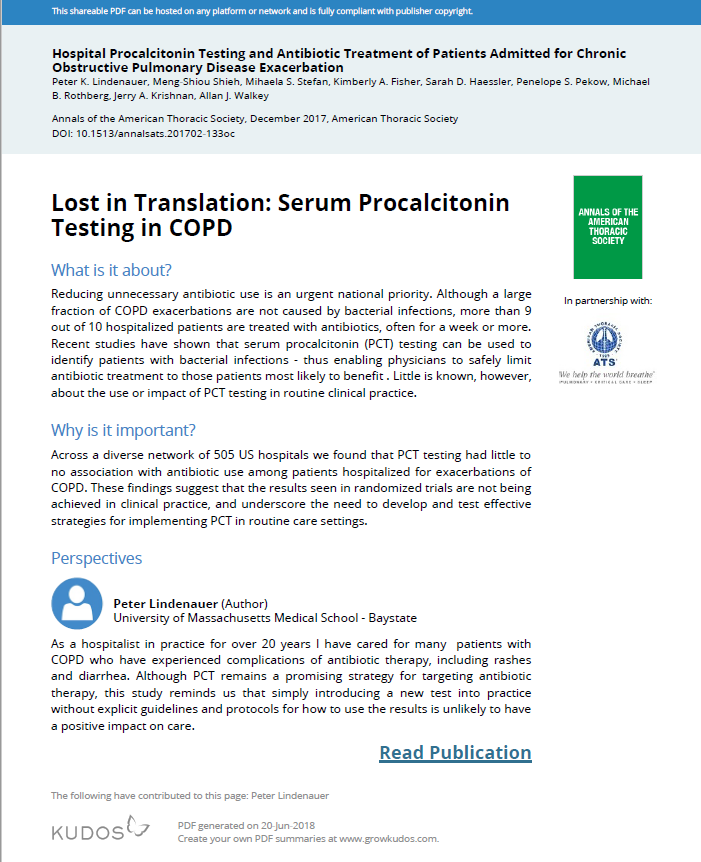 This shareable PDF can be hosted on any platform or network and is fully compliant with publisher copyright.
Hospital Procalcitonin Testing and Antibiotic Treatment of Patients Admitted for Chronic
Obstructive Pulmonary Disease Exacerbation
Peter K. Lindenauer, Meng-Shiou Shieh, Mihaela S. Stefan, Kimberly A. Fisher, Sarah D. Haessler, Penelope S. Pekow, Michael
B. Rothberg, Jerry A. Krishnan, Allan J. Walkey
Annals of the American Thoracic Society, December 2017, American Thoracic Society
DOI: 10.1513/annalsats.201702-133oc
Lost in Translation: Serum Procalcitonin
Testing in COPD
ANNALS OF THE
AMERICAN
THORACIC
SOCIETY
In partnership with:
AMERICAN THORACIC SOCIETY
1905
ATS
We help the world breathe
PULMONARY • CRITICAL CARE • SLEEP
What is it about?
Reducing unnecessary antibiotic use is an urgent national priority. Although a large
fraction of COPD exacerbations are not caused by bacterial infections, more than 9
out of 10 hospitalized patients are treated with antibiotics, often for a week or more.
Recent studies have shown that serum procalcitonin (PCT) testing can be used to
identify patients with bacterial infections - thus enabling physicians to safely limit
antibiotic treatment to those patients most likely to benefit . Little is known, however,
about the use or impact of PCT testing in routine clinical practice.
Why is it important?
Across a diverse network of 505 US hospitals we found that PCT testing had little to
no association with antibiotic use among patients hospitalized for exacerbations of
COPD. These findings suggest that the results seen in randomized trials are not being
achieved in clinical practice, and underscore the need to develop and test effective
strategies for implementing PCT in routine care settings.
Perspectives
Peter Lindenauer (Author)
University of Massachusetts Medical School - Baystate
As a hospitalist in practice for over 20 years I have cared for many patients with
COPD who have experienced complications of antibiotic therapy, including rashes
and diarrhea. Although PCT remains a promising strategy for targeting antibiotic
therapy, this study reminds us that simply introducing a new test into practice
without explicit guidelines and protocols for how to use the results is unlikely to have
a positive impact on care.
Read Publication
The following have contributed to this page: Peter Lindenauer
KUDOS
PDF generated on 20-Jun-2018
Create your own PDF summaries at www.growkudos.com.